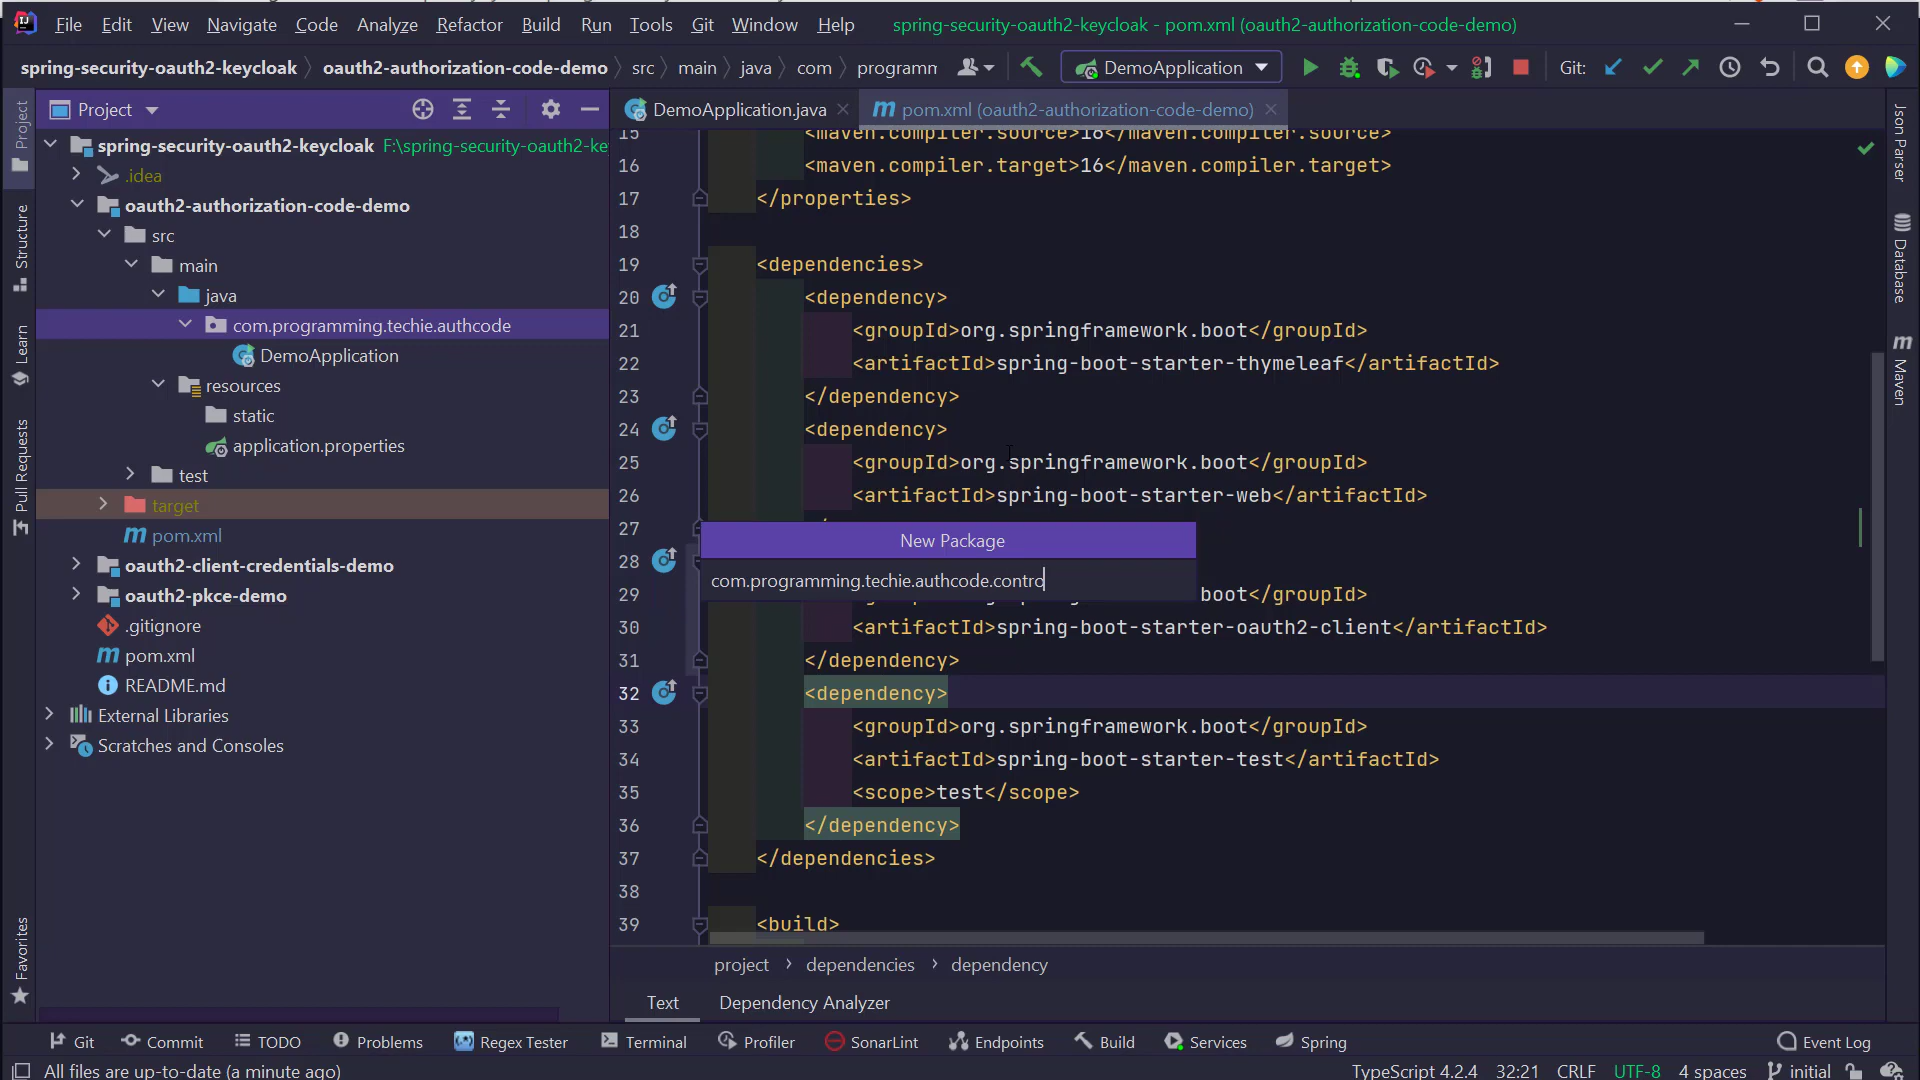 File Edit View Navigate Code Analyze Refactor Build Run Tools Git Window Help spring-security-oauth2-keycloak - pom.xml (oauth2-authorization-code-demo)
spring-security-oauth2-keycloak oauth2-authorization-code-demo src main java com programm DemoApplication Git:
Project
DemoApplication.java
pom.xml (oauth2-authorization-code-demo)
Project
Structure
Learn
Pull Requests
Favorites
spring-security-oauth2-keycloak F:\spring-security-oauth2-ke
.idea
oauth2-authorization-code-demo
src
main
java
com.programming.techie.authcode
DemoApplication
resources
static
application.properties
test
target
pom.xml
oauth2-client-credentials-demo
oauth2-pkce-demo
.gitignore
pom.xml
README.md
External Libraries
Scratches and Consoles
15 <maven.compiler.source>16</maven.compiler.source>
16 <maven.compiler.target>16</maven.compiler.target>
17 </properties>
18
19 <dependencies>
20 <dependency>
21 <groupId>org.springframework.boot</groupId>
22 <artifactId>spring-boot-starter-thymeleaf</artifactId>
23 </dependency>
24 <dependency>
25 <groupId>org.springframework.boot</groupId>
26 <artifactId>spring-boot-starter-web</artifactId>
27
New Package
28
com.programming.techie.authcode.contro
29 boot</groupId>
30 <artifactId>spring-boot-starter-oauth2-client</artifactId>
31 </dependency>
32 <dependency>
33 <groupId>org.springframework.boot</groupId>
34 <artifactId>spring-boot-starter-test</artifactId>
35 <scope>test</scope>
36 </dependency>
37 </dependencies>
38
39 <build>
project › dependencies › dependency
Text Dependency Analyzer
Json Parser
Database
Maven
Git Commit TODO Problems Regex Tester Terminal Profiler SonarLint Endpoints Build Services Spring Event Log
All files are up-to-date (a minute ago) TypeScript 4.2.4 32:21 CRLF UTF-8 4 spaces initial